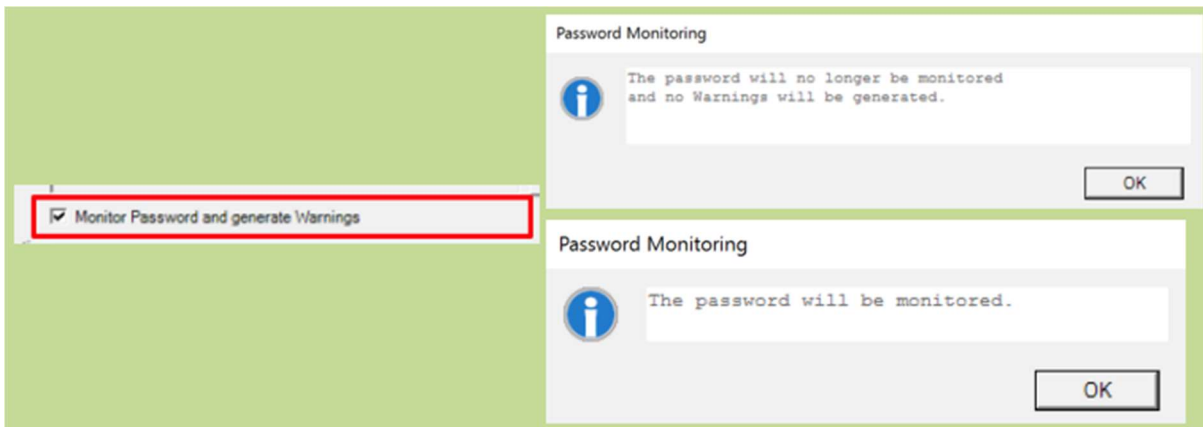 Monitor Password and generate Warnings
Password Monitoring
The password will no longer be monitored
and no Warnings will be generated.
OK
Password Monitoring
The password will be monitored.
OK